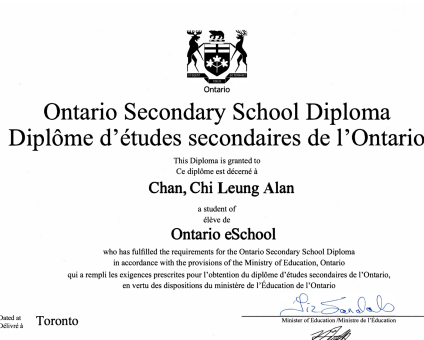 Ontario
Ontario Secondary School Diploma
Diplôme d'études secondaires de l'Ontario
This Diploma is granted to
Ce diplôme est décerné à
Chan, Chi Leung Alan
a student of
élève de
Ontario eSchool
who has fulfilled the requirements for the Ontario Secondary School Diploma
in accordance with the provisions of the Ministry of Education, Ontario
qui a rempli les exigences prescrites pour l'obtention du diplôme d'études secondaires de l'Ontario,
en vertu des dispositions du ministère de l'Éducation de l'Ontario
Liz Sandals
Dated at
Délivré à
Toronto
Minister of Education /Ministre de l'Éducation